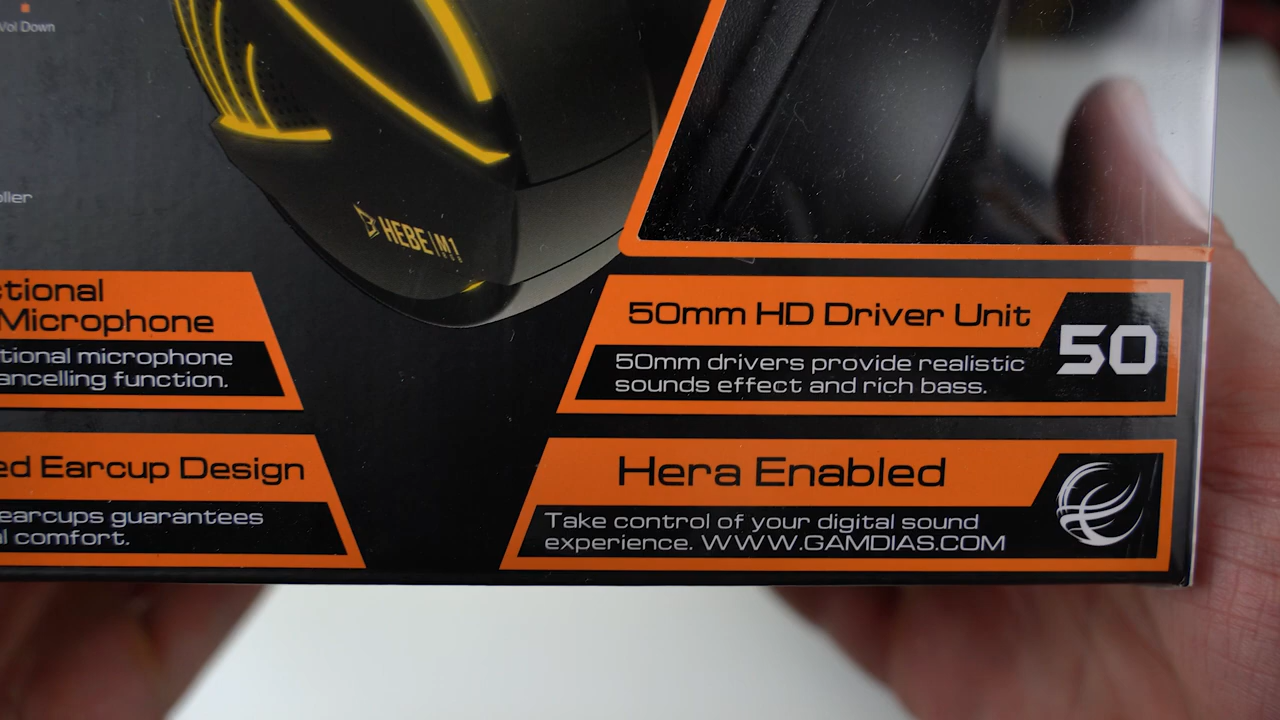 Vol Down
HEBE M1
ctional
Microphone
tional microphone
ancelling function.
ed Earcup Design
earcups guarantees
l comfort.
50mm HD Driver Unit
50mm drivers provide realistic
sounds effect and rich bass.
50
Hera Enabled
Take control of your digital sound
experience. WWW.GAMDIAS.COM